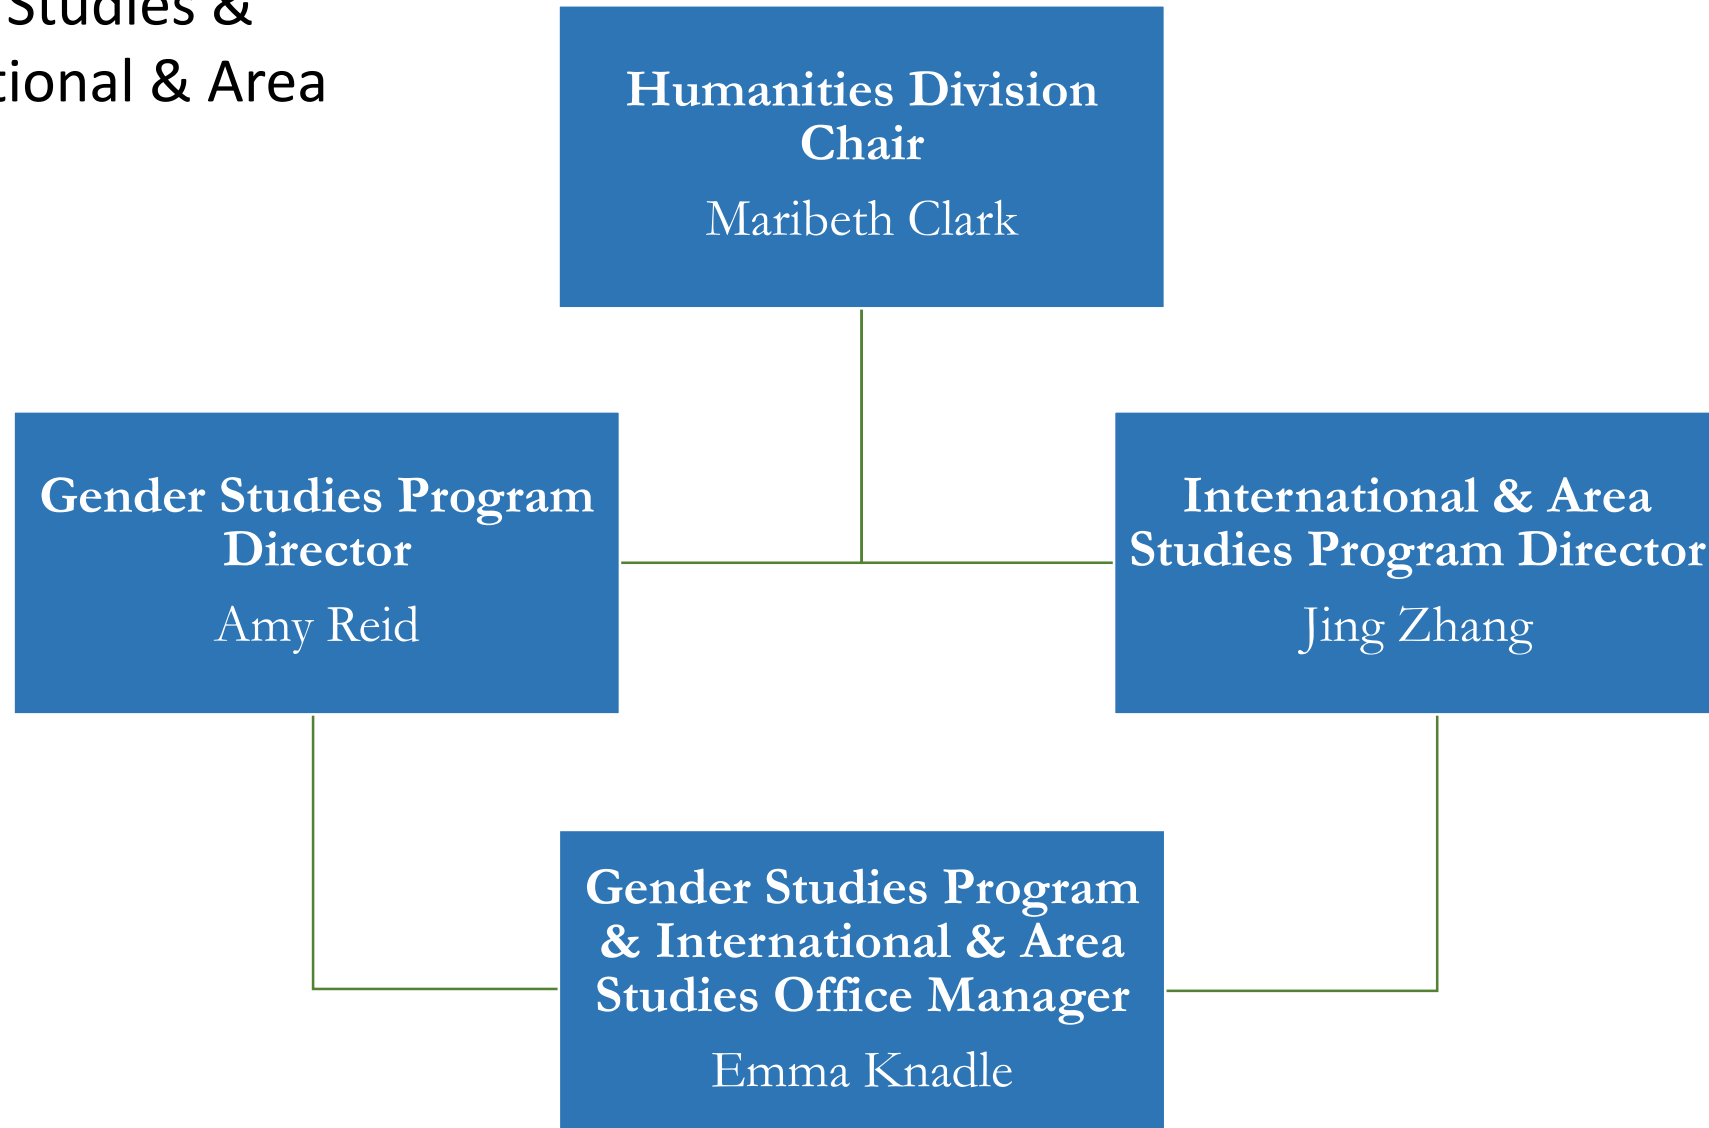 Studies &
tional & Area
Humanities Division
Chair
Maribeth Clark
Gender Studies Program
Director
Amy Reid
International & Area
Studies Program Director
Jing Zhang
Gender Studies Program
& International & Area
Studies Office Manager
Emma Knadle